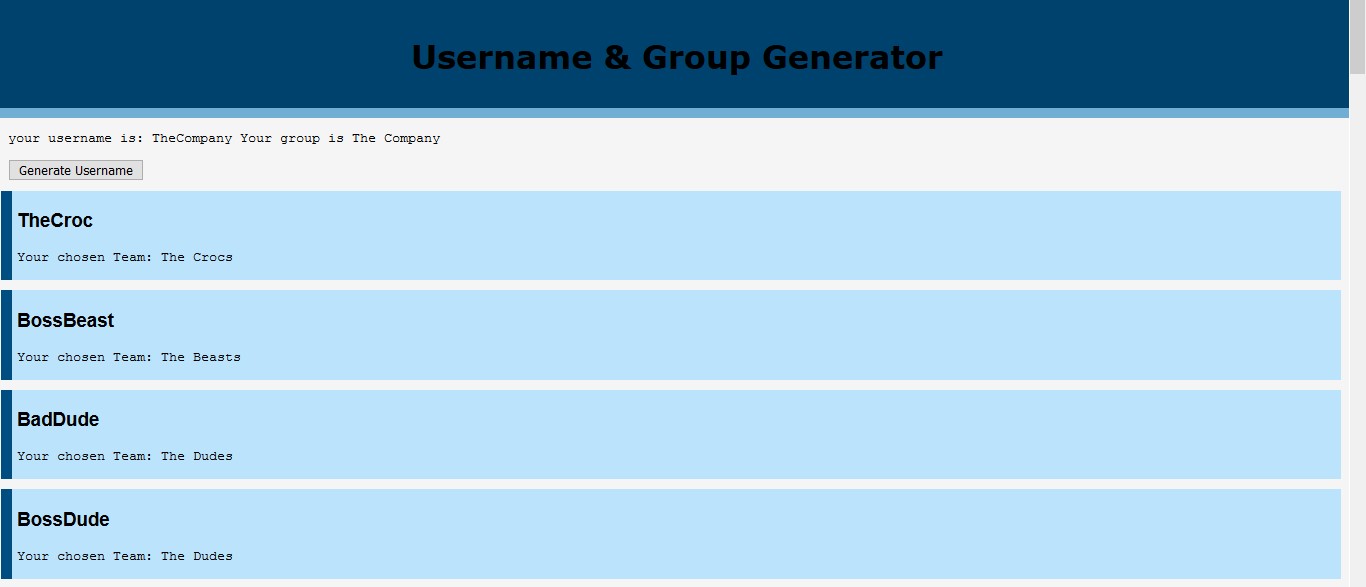 Username & Group Generator
your username is: TheCompany Your group is The Company
Generate Username
TheCroc
Your chosen Team: The Crocs
BossBeast
Your chosen Team: The Beasts
BadDude
Your chosen Team: The Dudes
BossDude
Your chosen Team: The Dudes